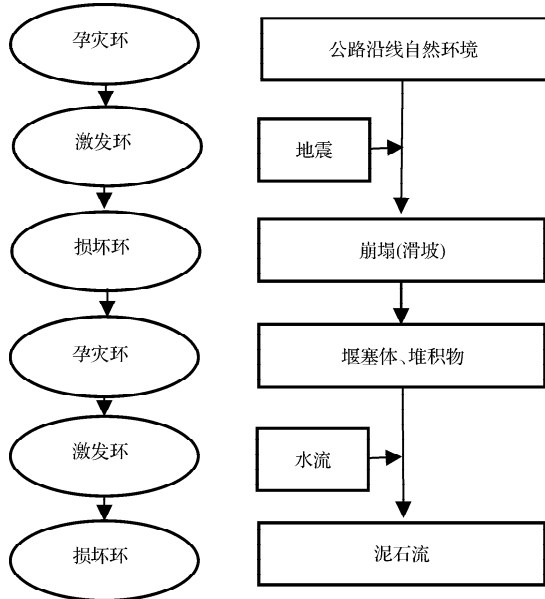 孕灾环
公路沿线自然环境
激发环
地震
损坏环
崩塌(滑坡)
孕灾环
堰塞体、堆积物
激发环
水流
损坏环
泥石流